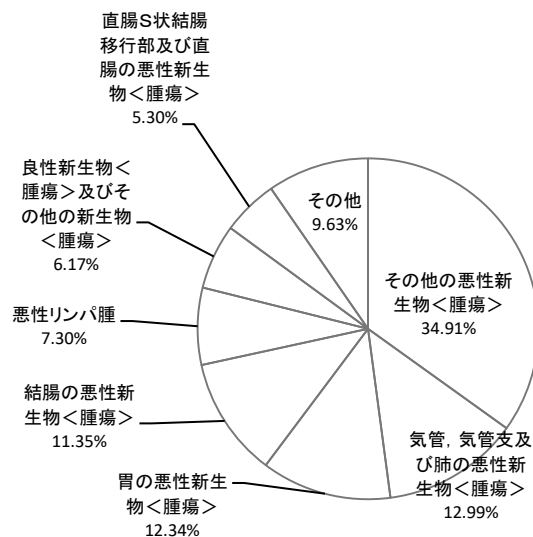 直腸S状結腸
移行部及び直
腸の悪性新生
物＜腫瘍＞
5.30%
良性新生物＜
腫瘍＞及びそ
の他の新生物
＜腫瘍＞
6.17%
悪性リンパ腫
7.30%
結腸の悪性新
生物＜腫瘍＞
11.35%
胃の悪性新生
物＜腫瘍＞
12.34%
気管，気管支及
び肺の悪性新
生物＜腫瘍＞
12.99%
その他の悪性新
生物＜腫瘍＞
34.91%
その他
9.63%